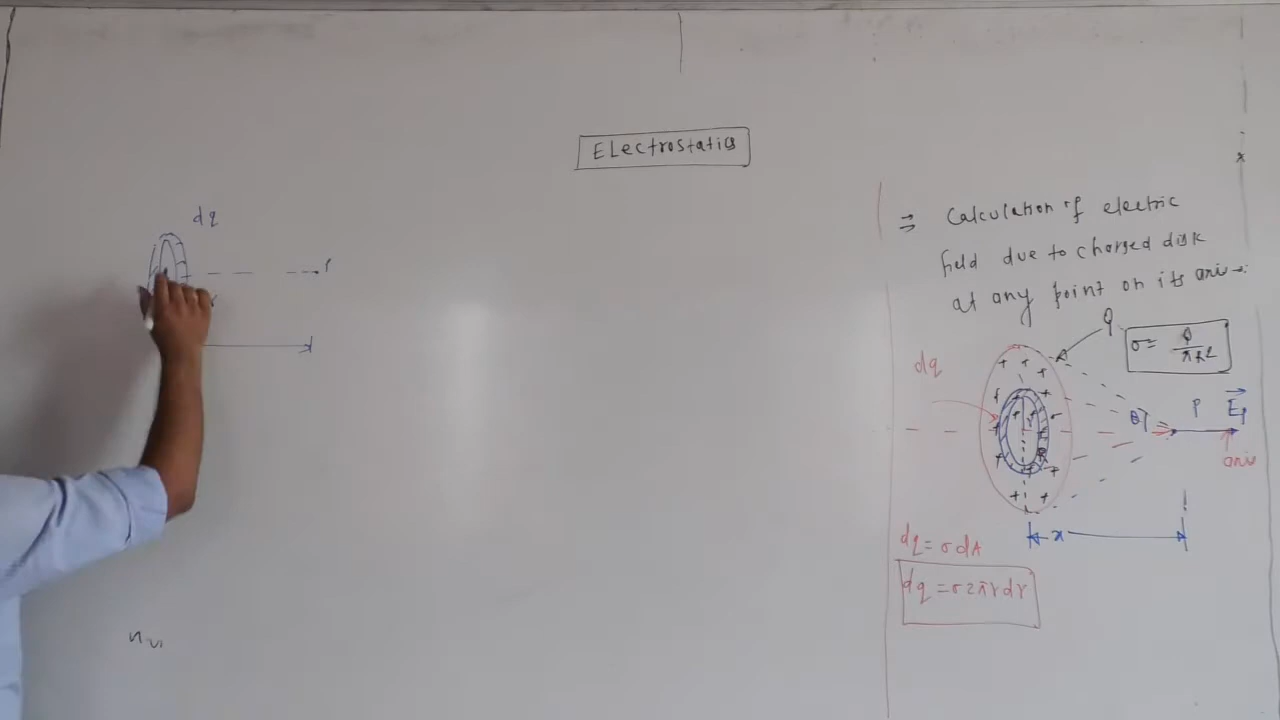 ELectrostatics
dq
P
⇒ Calculation of electric
field due to charged disk
at any point on its axis →:
Q
σ = Q / πR²
dq
θ
P
E⃗p
axis
x
dq = σ dA
dq = σ 2πr dr